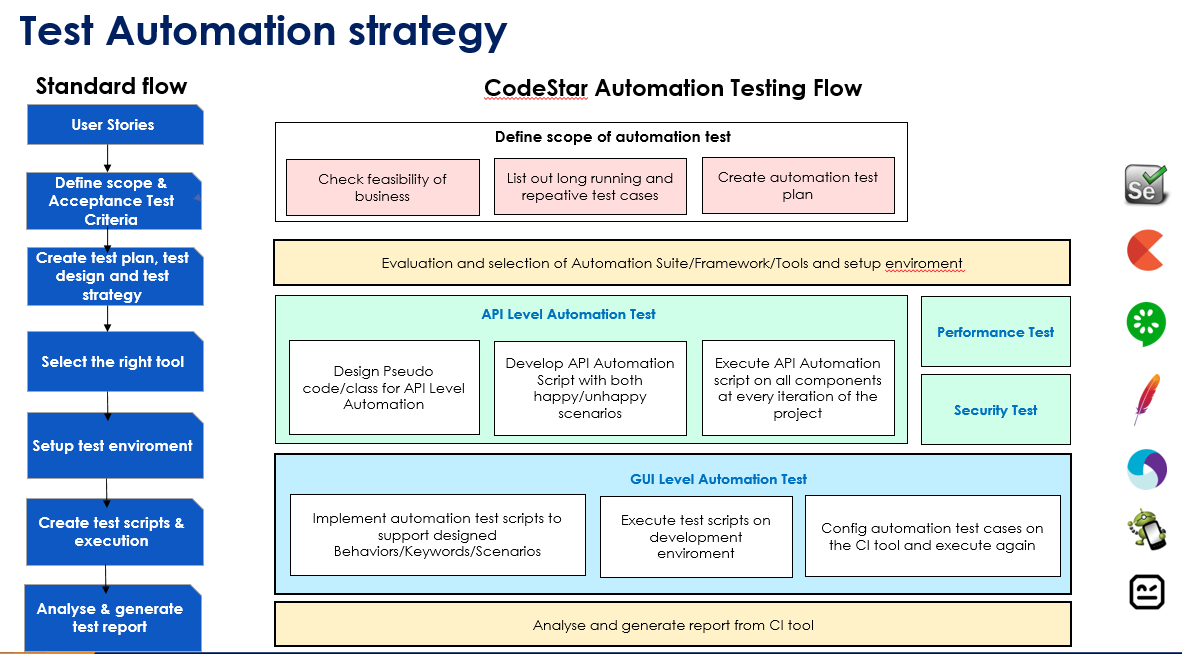 Test Automation strategy
Standard flow
User Stories
Define scope &
Acceptance Test
Criteria
Create test plan, test
design and test
strategy
Select the right tool
Setup test enviroment
Create test scripts &
execution
Analyse & generate
test report
CodeStar Automation Testing Flow
Define scope of automation test
Check feasibility of
business
List out long running and
repeative test cases
Create automation test
plan
Evaluation and selection of Automation Suite/Framework/Tools and setup enviroment
API Level Automation Test
Design Pseudo
code/class for API Level
Automation
Develop API Automation
Script with both
happy/unhappy
scenarios
Execute API Automation
script on all components
at every iteration of the
project
Performance Test
Security Test
GUI Level Automation Test
Implement automation test scripts to
support designed
Behaviors/Keywords/Scenarios
Execute test scripts on
development
enviroment
Config automation test cases on
the CI tool and execute again
Analyse and generate report from CI tool
Se